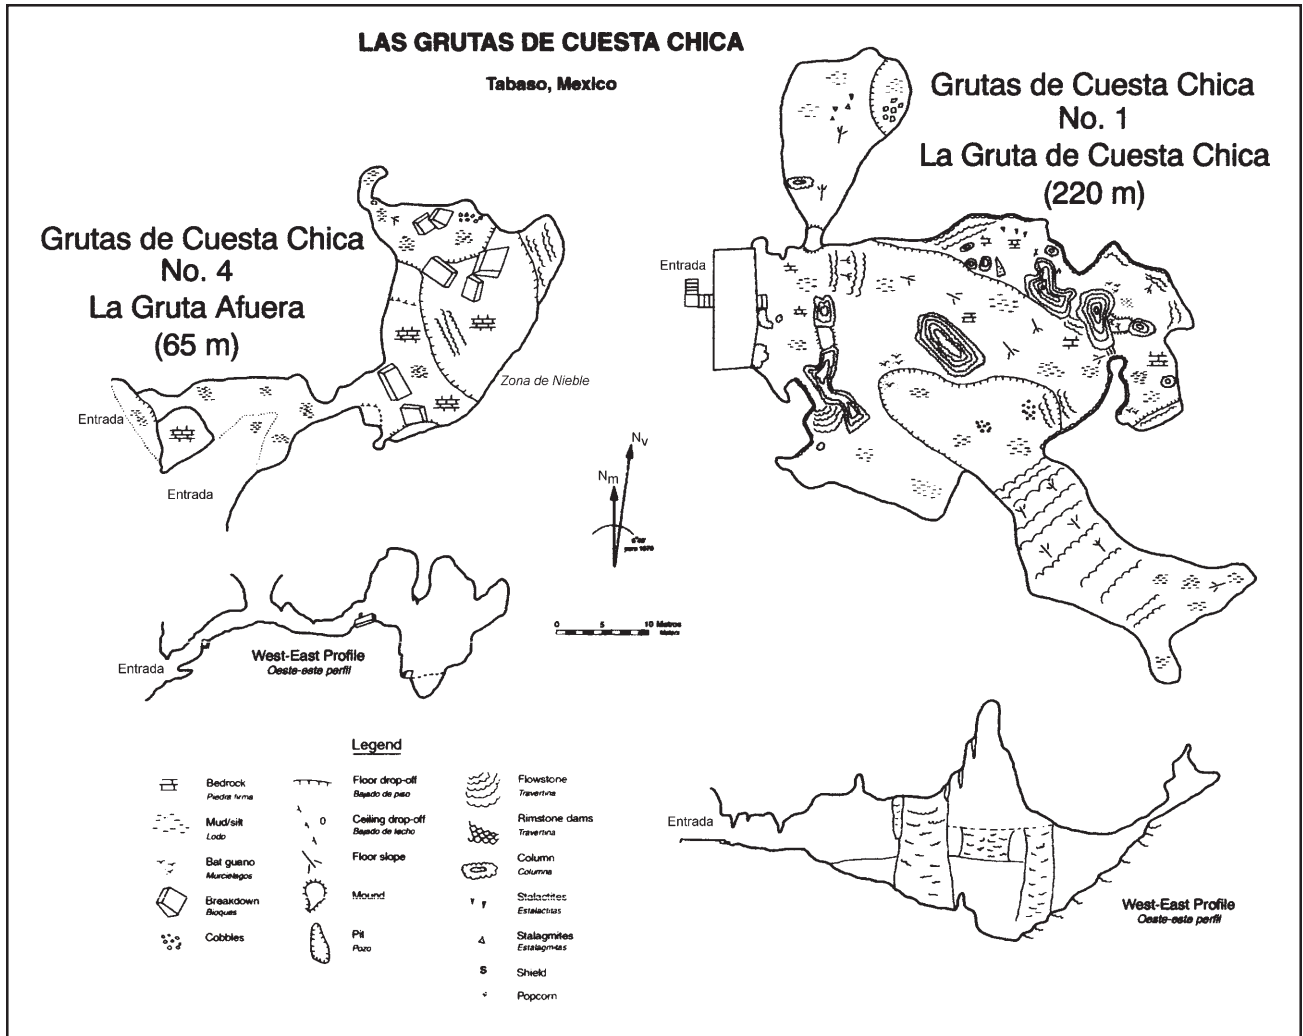 LAS GRUTAS DE CUESTA CHICA
Tabaso, Mexico
Grutas de Cuesta Chica
No. 1
La Gruta de Cuesta Chica
(220 m)
Grutas de Cuesta Chica
No. 4
La Gruta Afuera
(65 m)
Entrada
Zona de Nieble
Entrada
Entrada
Nv
Nm
0 5 10 Metros
Meters
Entrada
West-East Profile
Oeste-este perfil
Entrada
West-East Profile
Oeste-este perfil
Legend
Bedrock
Piedra firma
Mud/silt
Lodo
Bat guano
Murcielagos
Breakdown
Bloques
Cobbles
Floor drop-off
Bajado de piso
Ceiling drop-off
Bajado de techo
Floor slope
Mound
Pit
Pozo
Flowstone
Travertina
Rimstone dams
Travertina
Column
Columna
Stalactites
Estalactitas
Stalagmites
Estalagmitas
S Shield
Popcorn